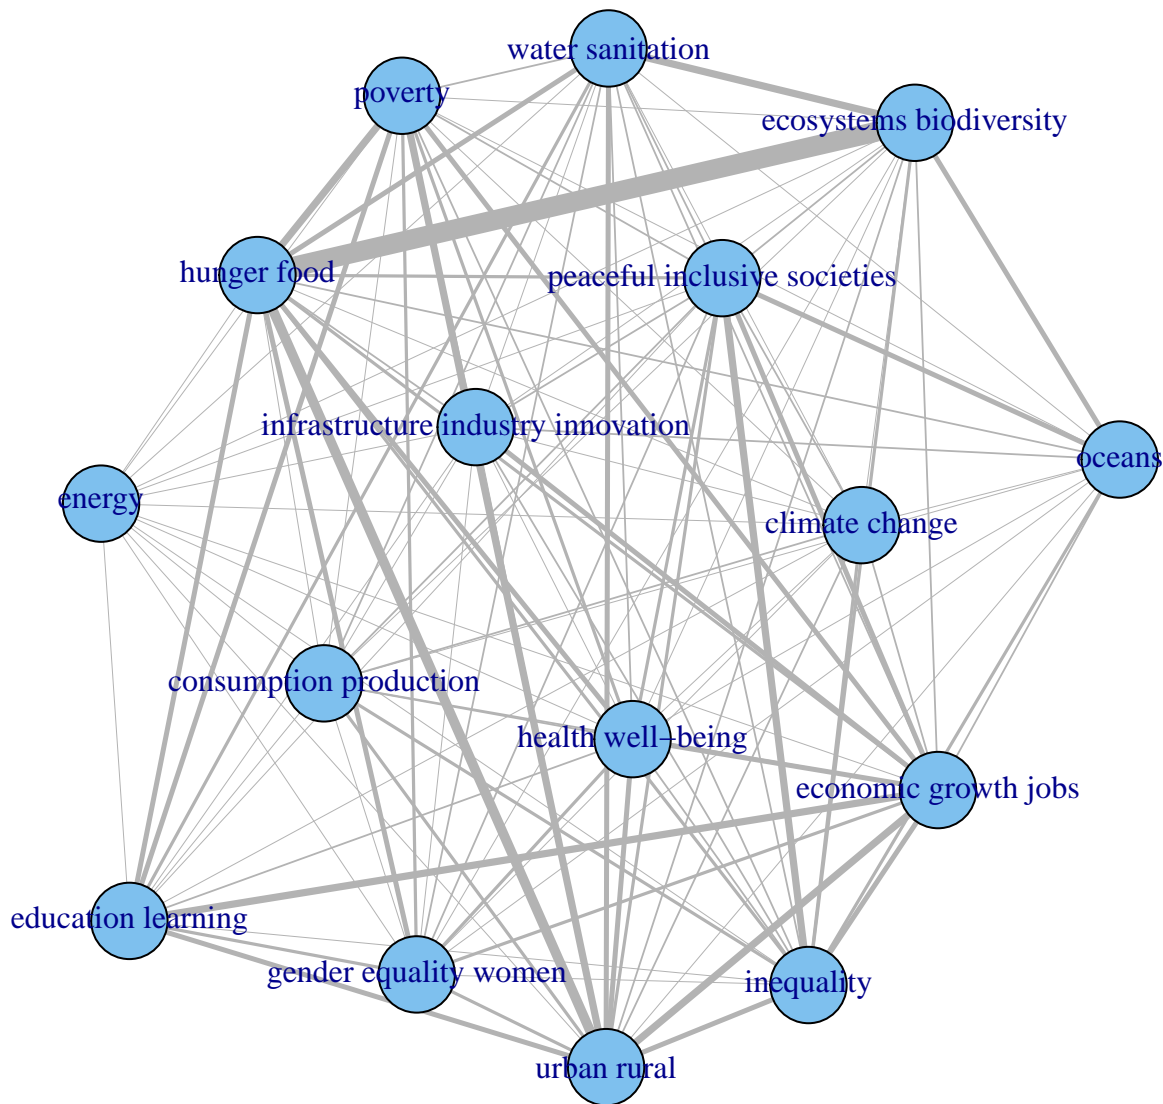 water sanitation
poverty
ecosystems biodiversity
hunger food
peaceful inclusive societies
infrastructure industry innovation
oceans
energy
climate change
consumption production
health well−being
economic growth jobs
education learning
gender equality women
inequality
urban rural